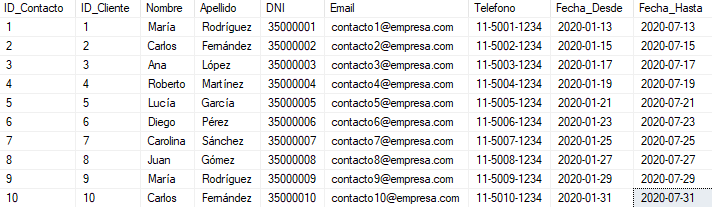 ID_Contacto ID_Cliente Nombre Apellido DNI Email Telefono Fecha_Desde Fecha_Hasta
1 1 María Rodríguez 35000001 contacto1@empresa.com 11-5001-1234 2020-01-13 2020-07-13
2 2 Carlos Fernández 35000002 contacto2@empresa.com 11-5002-1234 2020-01-15 2020-07-15
3 3 Ana López 35000003 contacto3@empresa.com 11-5003-1234 2020-01-17 2020-07-17
4 4 Roberto Martínez 35000004 contacto4@empresa.com 11-5004-1234 2020-01-19 2020-07-19
5 5 Lucía García 35000005 contacto5@empresa.com 11-5005-1234 2020-01-21 2020-07-21
6 6 Diego Pérez 35000006 contacto6@empresa.com 11-5006-1234 2020-01-23 2020-07-23
7 7 Carolina Sánchez 35000007 contacto7@empresa.com 11-5007-1234 2020-01-25 2020-07-25
8 8 Juan Gómez 35000008 contacto8@empresa.com 11-5008-1234 2020-01-27 2020-07-27
9 9 María Rodríguez 35000009 contacto9@empresa.com 11-5009-1234 2020-01-29 2020-07-29
10 10 Carlos Fernández 35000010 contacto10@empresa.com 11-5010-1234 2020-01-31 2020-07-31